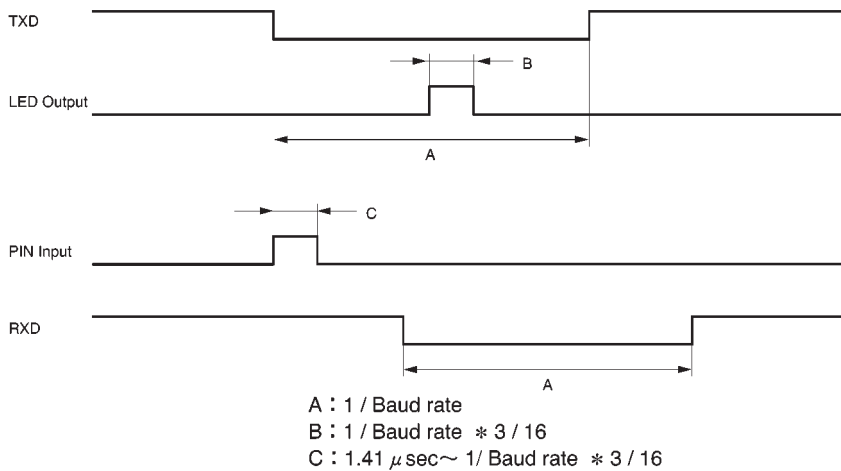 TXD
B
LED Output
A
C
PIN Input
RXD
A
A : 1 / Baud rate
B : 1 / Baud rate * 3 / 16
C : 1.41 μ sec~ 1/ Baud rate * 3 / 16